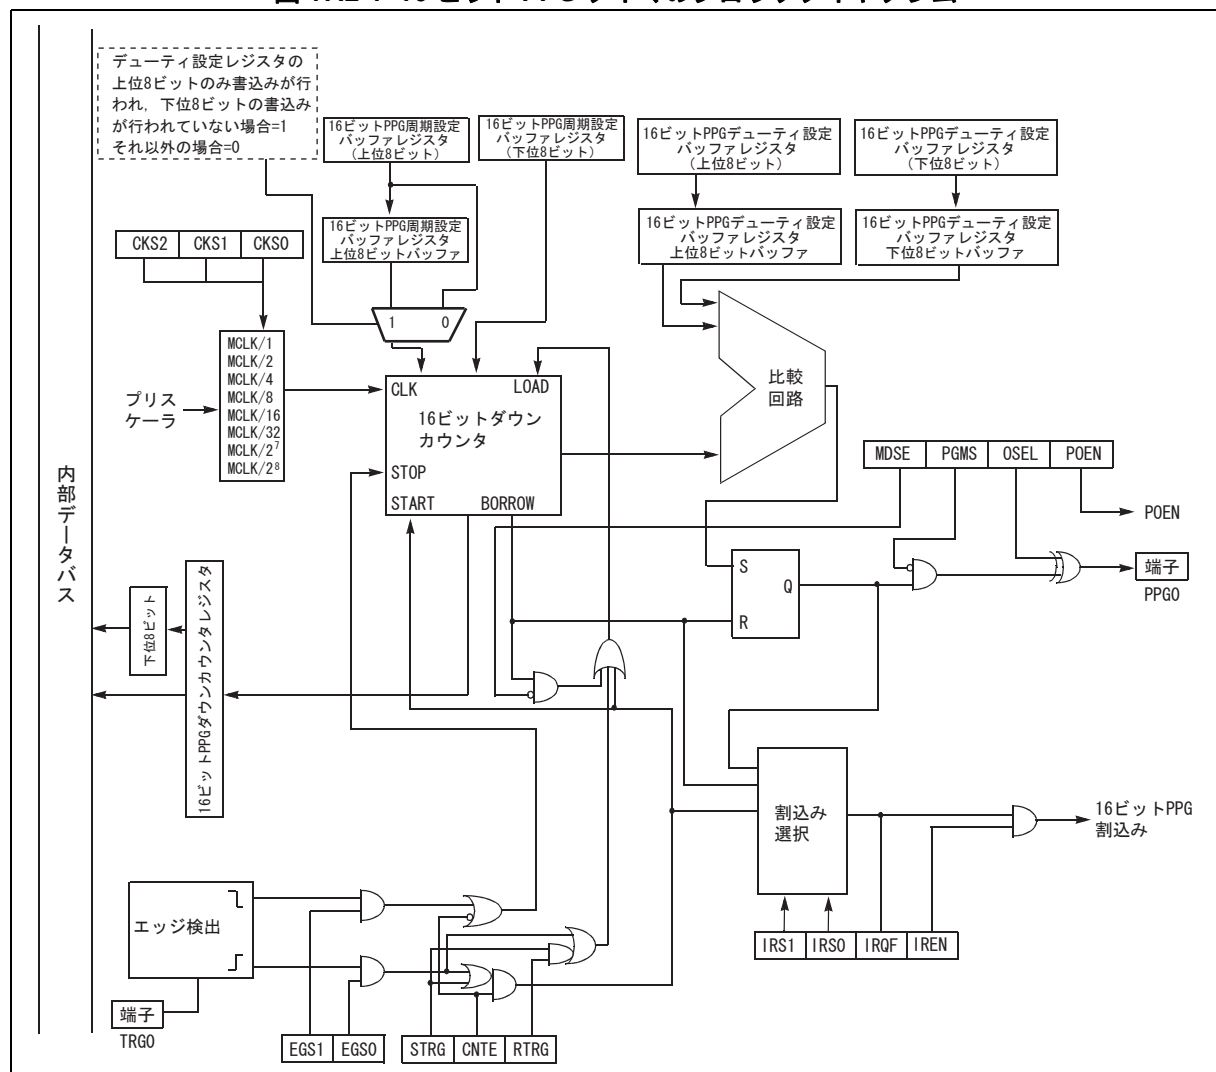 デューティ設定レジスタの
上位8ビットのみ書込みが行
われ，下位8ビットの書込み
が行われていない場合=1
それ以外の場合=0
16ビットPPG周期設定
バッファレジスタ
(上位8ビット)
16ビットPPG周期設定
バッファレジスタ
(下位8ビット)
16ビットPPGデューティ設定
バッファレジスタ
(上位8ビット)
16ビットPPGデューティ設定
バッファレジスタ
(下位8ビット)
16ビットPPG周期設定
バッファレジスタ
上位8ビットバッファ
16ビットPPGデューティ設定
バッファレジスタ
上位8ビットバッファ
16ビットPPGデューティ設定
バッファレジスタ
下位8ビットバッファ
CKS2 CKS1 CKS0
1 0
MCLK/1
MCLK/2
MCLK/4
MCLK/8
MCLK/16
MCLK/32
MCLK/2⁷
MCLK/2⁸
プリス
ケーラ
CLK LOAD
16ビットダウン
カウンタ
STOP
START BORROW
比較
回路
MDSE PGMS OSEL POEN
POEN
端子
PPG0
S
Q
R
内部データバス
下位8ビット
16ビットPPGダウンカウンタレジスタ
割込み
選択
16ビットPPG
割込み
IRS1 IRS0 IRQF IREN
エッジ検出
端子
TRG0
EGS1 EGS0
STRG CNTE RTRG